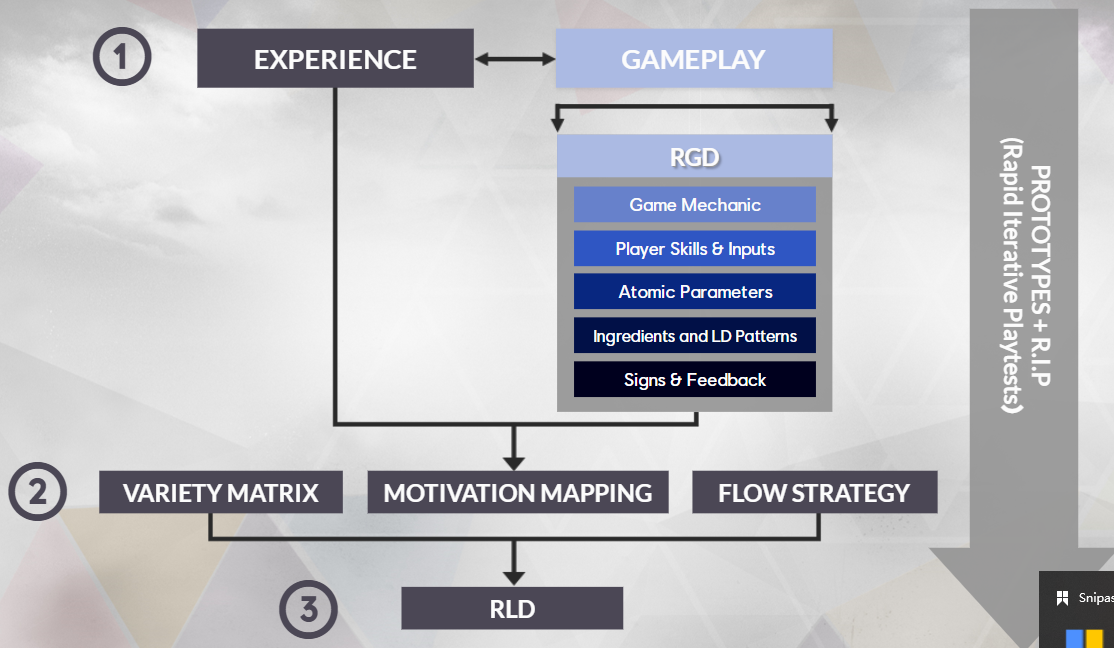 1
EXPERIENCE
GAMEPLAY
RGD
Game Mechanic
Player Skills & Inputs
Atomic Parameters
Ingredients and LD Patterns
Signs & Feedback
2
VARIETY MATRIX
MOTIVATION MAPPING
FLOW STRATEGY
3
RLD
PROTOTYPES + R.I.P
(Rapid Iterative Playtests)
Snipas